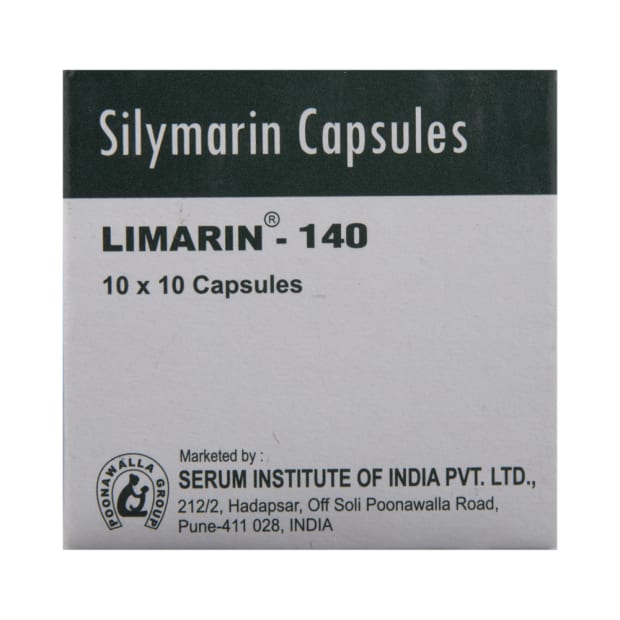 Silymarin Capsules
LIMARIN® - 140
10 x 10 Capsules
Marketed by :
SERUM INSTITUTE OF INDIA PVT. LTD.,
212/2, Hadapsar, Off Soli Poonawalla Road,
Pune-411 028, INDIA
POONAWALLA GROUP